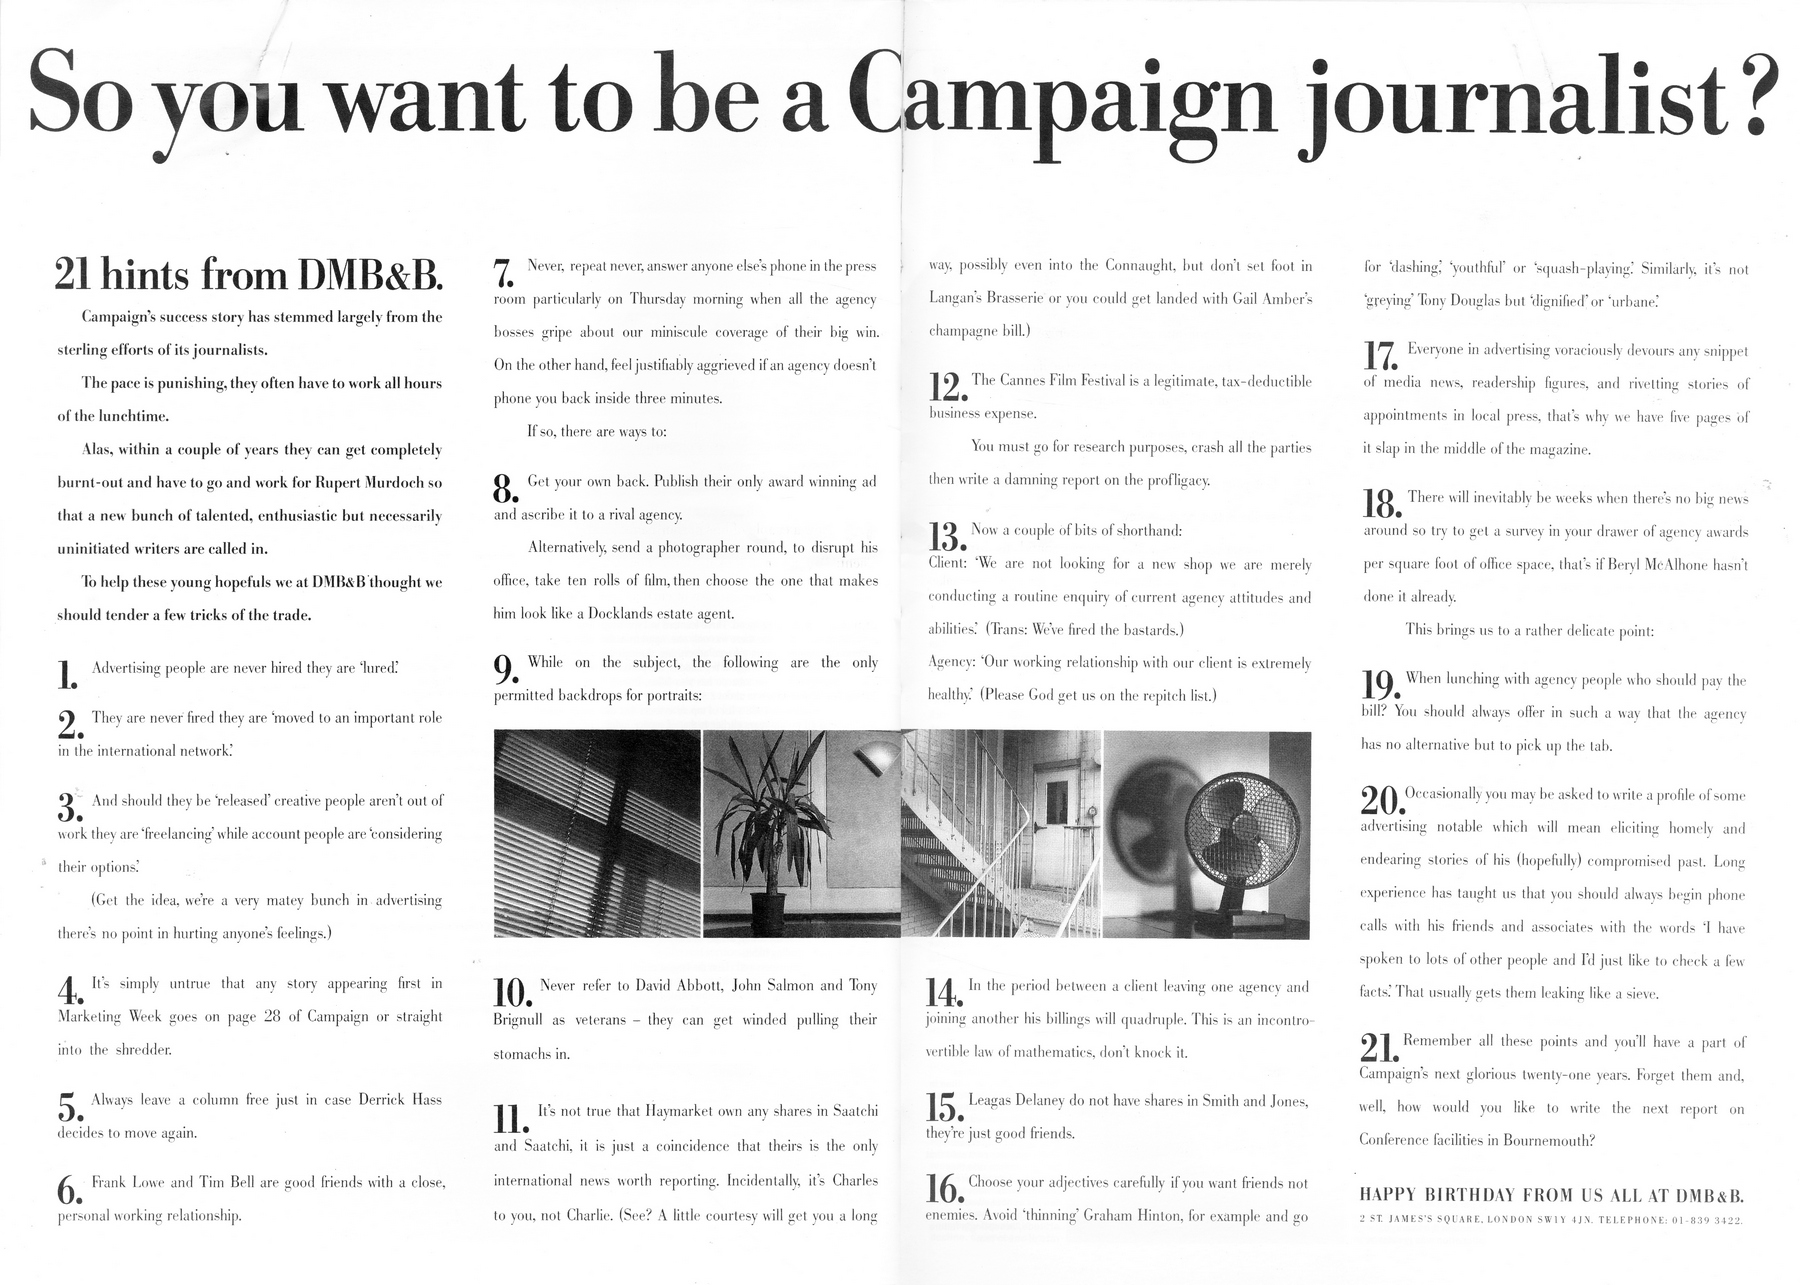 So you want to be a Campaign journalist?
21 hints from DMB&B.
Campaign's success story has stemmed largely from the
sterling efforts of its journalists.
The pace is punishing, they often have to work all hours
of the lunchtime.
Alas, within a couple of years they can get completely
burnt-out and have to go and work for Rupert Murdoch so
that a new bunch of talented, enthusiastic but necessarily
uninitiated writers are called in.
To help these young hopefuls we at DMB&B thought we
should tender a few tricks of the trade.
1. Advertising people are never hired they are 'lured.'
2. They are never fired they are 'moved to an important role
in the international network.'
3. And should they be 'released' creative people aren't out of
work they are 'freelancing' while account people are 'considering
their options.'
(Get the idea, we're a very matey bunch in advertising
there's no point in hurting anyone's feelings.)
4. It's simply untrue that any story appearing first in
Marketing Week goes on page 28 of Campaign or straight
into the shredder.
5. Always leave a column free just in case Derrick Hass
decides to move again.
6. Frank Lowe and Tim Bell are good friends with a close,
personal working relationship.
7. Never, repeat never, answer anyone else's phone in the press
room particularly on Thursday morning when all the agency
bosses gripe about our miniscule coverage of their big win.
On the other hand, feel justifiably aggrieved if an agency doesn't
phone you back inside three minutes.
If so, there are ways to:
8. Get your own back. Publish their only award winning ad
and ascribe it to a rival agency.
Alternatively, send a photographer round, to disrupt his
office, take ten rolls of film, then choose the one that makes
him look like a Docklands estate agent.
9. While on the subject, the following are the only
permitted backdrops for portraits:
10. Never refer to David Abbott, John Salmon and Tony
Brignull as veterans – they can get winded pulling their
stomachs in.
11. It's not true that Haymarket own any shares in Saatchi
and Saatchi, it is just a coincidence that theirs is the only
international news worth reporting. Incidentally, it's Charles
to you, not Charlie. (See? A little courtesy will get you a long
way, possibly even into the Connaught, but don't set foot in
Langan's Brasserie or you could get landed with Gail Amber's
champagne bill.)
12. The Cannes Film Festival is a legitimate, tax-deductible
business expense.
You must go for research purposes, crash all the parties
then write a damning report on the profligacy.
13. Now a couple of bits of shorthand:
Client: 'We are not looking for a new shop we are merely
conducting a routine enquiry of current agency attitudes and
abilities.' (Trans: We've fired the bastards.)
Agency: 'Our working relationship with our client is extremely
healthy.' (Please God get us on the repitch list.)
14. In the period between a client leaving one agency and
joining another his billings will quadruple. This is an incontro-
vertible law of mathematics, don't knock it.
15. Leagas Delaney do not have shares in Smith and Jones,
they're just good friends.
16. Choose your adjectives carefully if you want friends not
enemies. Avoid 'thinning' Graham Hinton, for example and go
for 'dashing,' 'youthful' or 'squash-playing.' Similarly, it's not
'greying' Tony Douglas but 'dignified' or 'urbane.'
17. Everyone in advertising voraciously devours any snippet
of media news, readership figures, and rivetting stories of
appointments in local press, that's why we have five pages of
it slap in the middle of the magazine.
18. There will inevitably be weeks when there's no big news
around so try to get a survey in your drawer of agency awards
per square foot of office space, that's if Beryl McAlhone hasn't
done it already.
This brings us to a rather delicate point:
19. When lunching with agency people who should pay the
bill? You should always offer in such a way that the agency
has no alternative but to pick up the tab.
20. Occasionally you may be asked to write a profile of some
advertising notable which will mean eliciting homely and
endearing stories of his (hopefully) compromised past. Long
experience has taught us that you should always begin phone
calls with his friends and associates with the words 'I have
spoken to lots of other people and I'd just like to check a few
facts.' That usually gets them leaking like a sieve.
21. Remember all these points and you'll have a part of
Campaign's next glorious twenty-one years. Forget them and,
well, how would you like to write the next report on
Conference facilities in Bournemouth?
HAPPY BIRTHDAY FROM US ALL AT DMB&B.
2 ST. JAMES'S SQUARE, LONDON SW1Y 4JN. TELEPHONE: 01-839 3422.